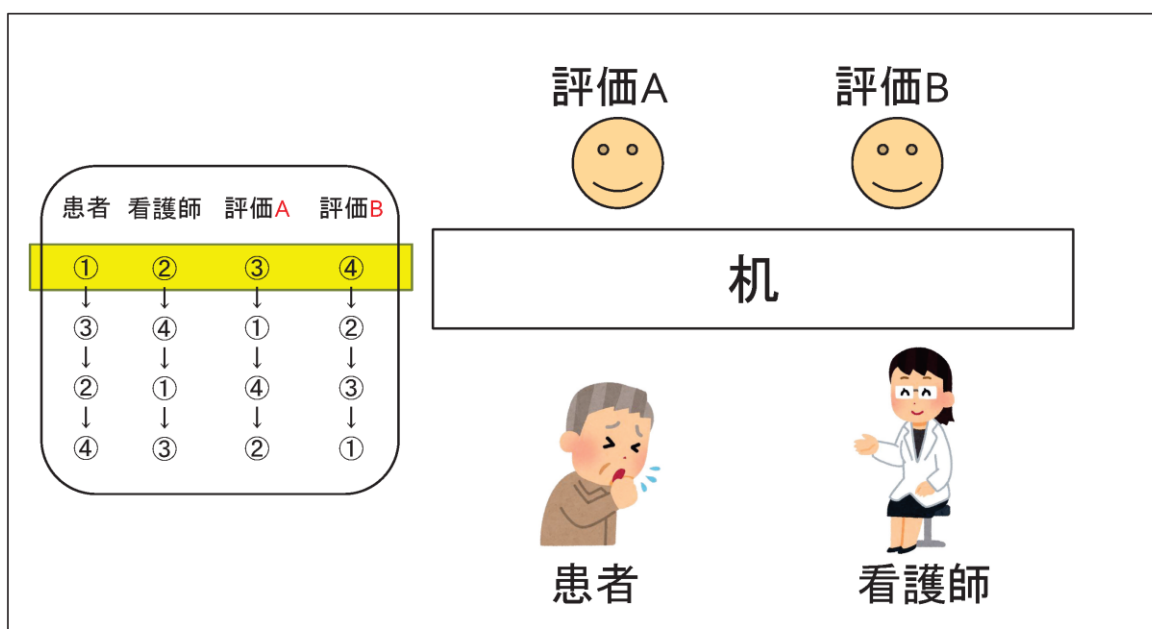 評価A 評価B
患者 看護師 評価A 評価B
① ② ③ ④
↓ ↓ ↓ ↓
③ ④ ① ②
↓ ↓ ↓ ↓
② ① ④ ③
↓ ↓ ↓ ↓
④ ③ ② ①
机
患者 看護師